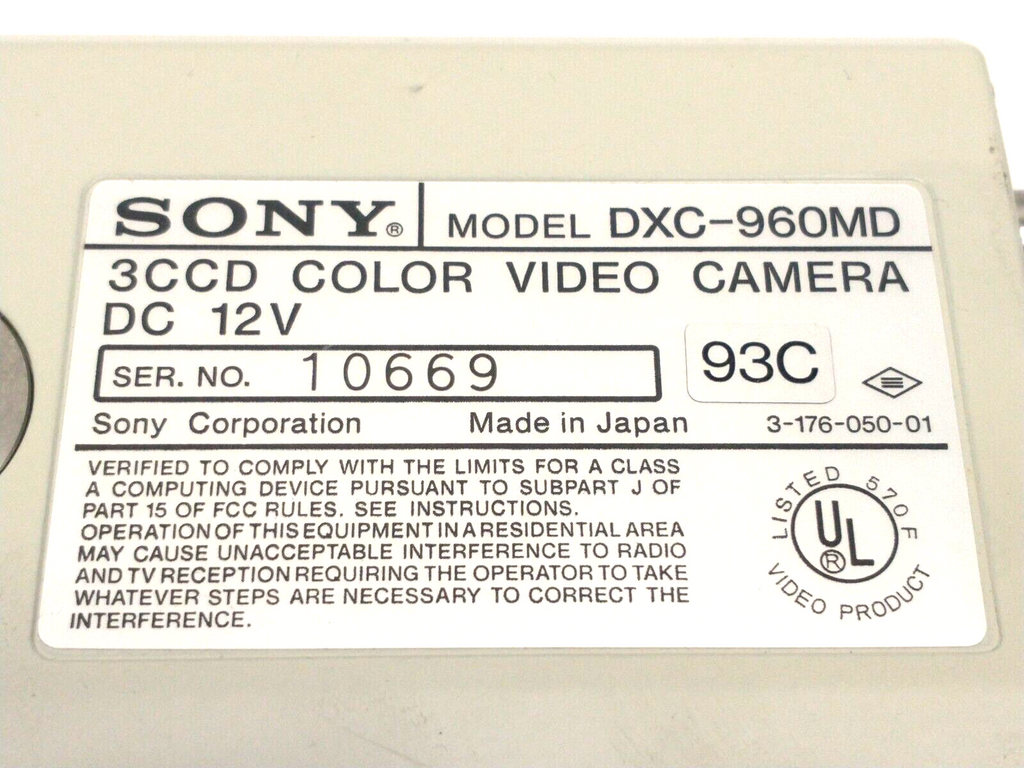 SONY® MODEL DXC-960MD
3CCD COLOR VIDEO CAMERA
DC 12V
SER. NO. 10669
93C
Sony Corporation Made in Japan 3-176-050-01
VERIFIED TO COMPLY WITH THE LIMITS FOR A CLASS
A COMPUTING DEVICE PURSUANT TO SUBPART J OF
PART 15 OF FCC RULES. SEE INSTRUCTIONS.
OPERATION OF THIS EQUIPMENT IN A RESIDENTIAL AREA
MAY CAUSE UNACCEPTABLE INTERFERENCE TO RADIO
AND TV RECEPTION REQUIRING THE OPERATOR TO TAKE
WHATEVER STEPS ARE NECESSARY TO CORRECT THE
INTERFERENCE.
LISTED 570F
UL®
VIDEO PRODUCT